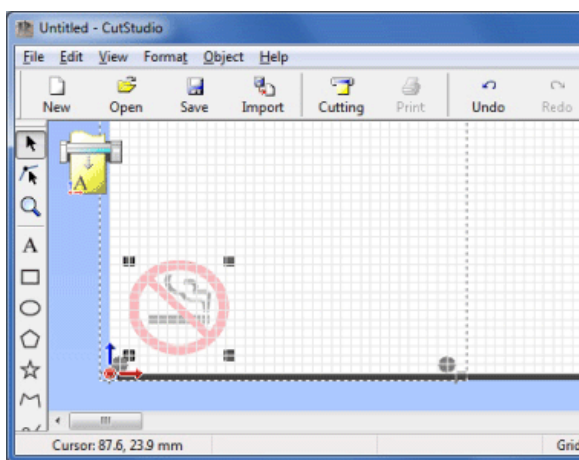 Untitled - CutStudio
File Edit View Format Object Help
New Open Save Import Cutting Print Undo Redo
A
A
Cursor: 87.6, 23.9 mm Grid